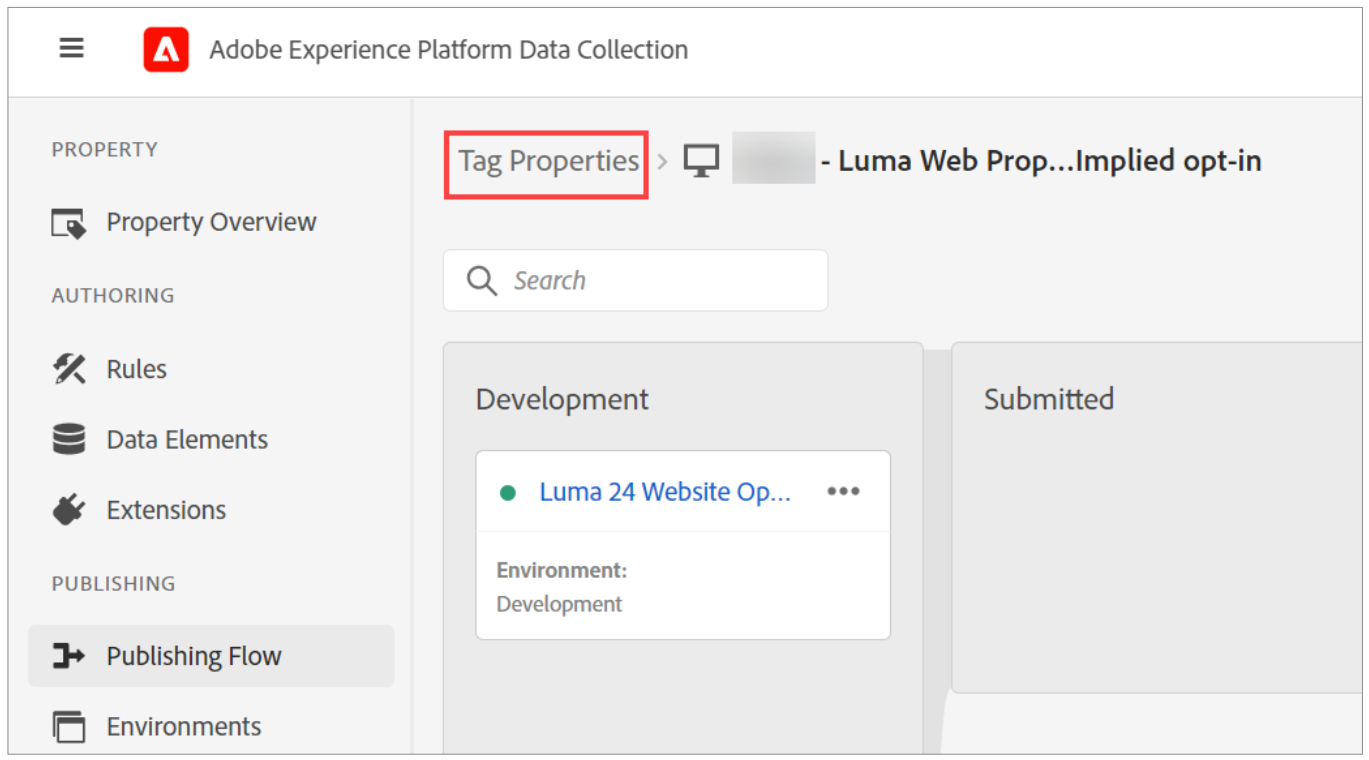 Adobe Experience Platform Data Collection
PROPERTY
Property Overview
AUTHORING
Rules
Data Elements
Extensions
PUBLISHING
Publishing Flow
Environments
Tag Properties > - Luma Web Prop...Implied opt-in
Search
Development
Luma 24 Website Op...
Environment:
Development
Submitted